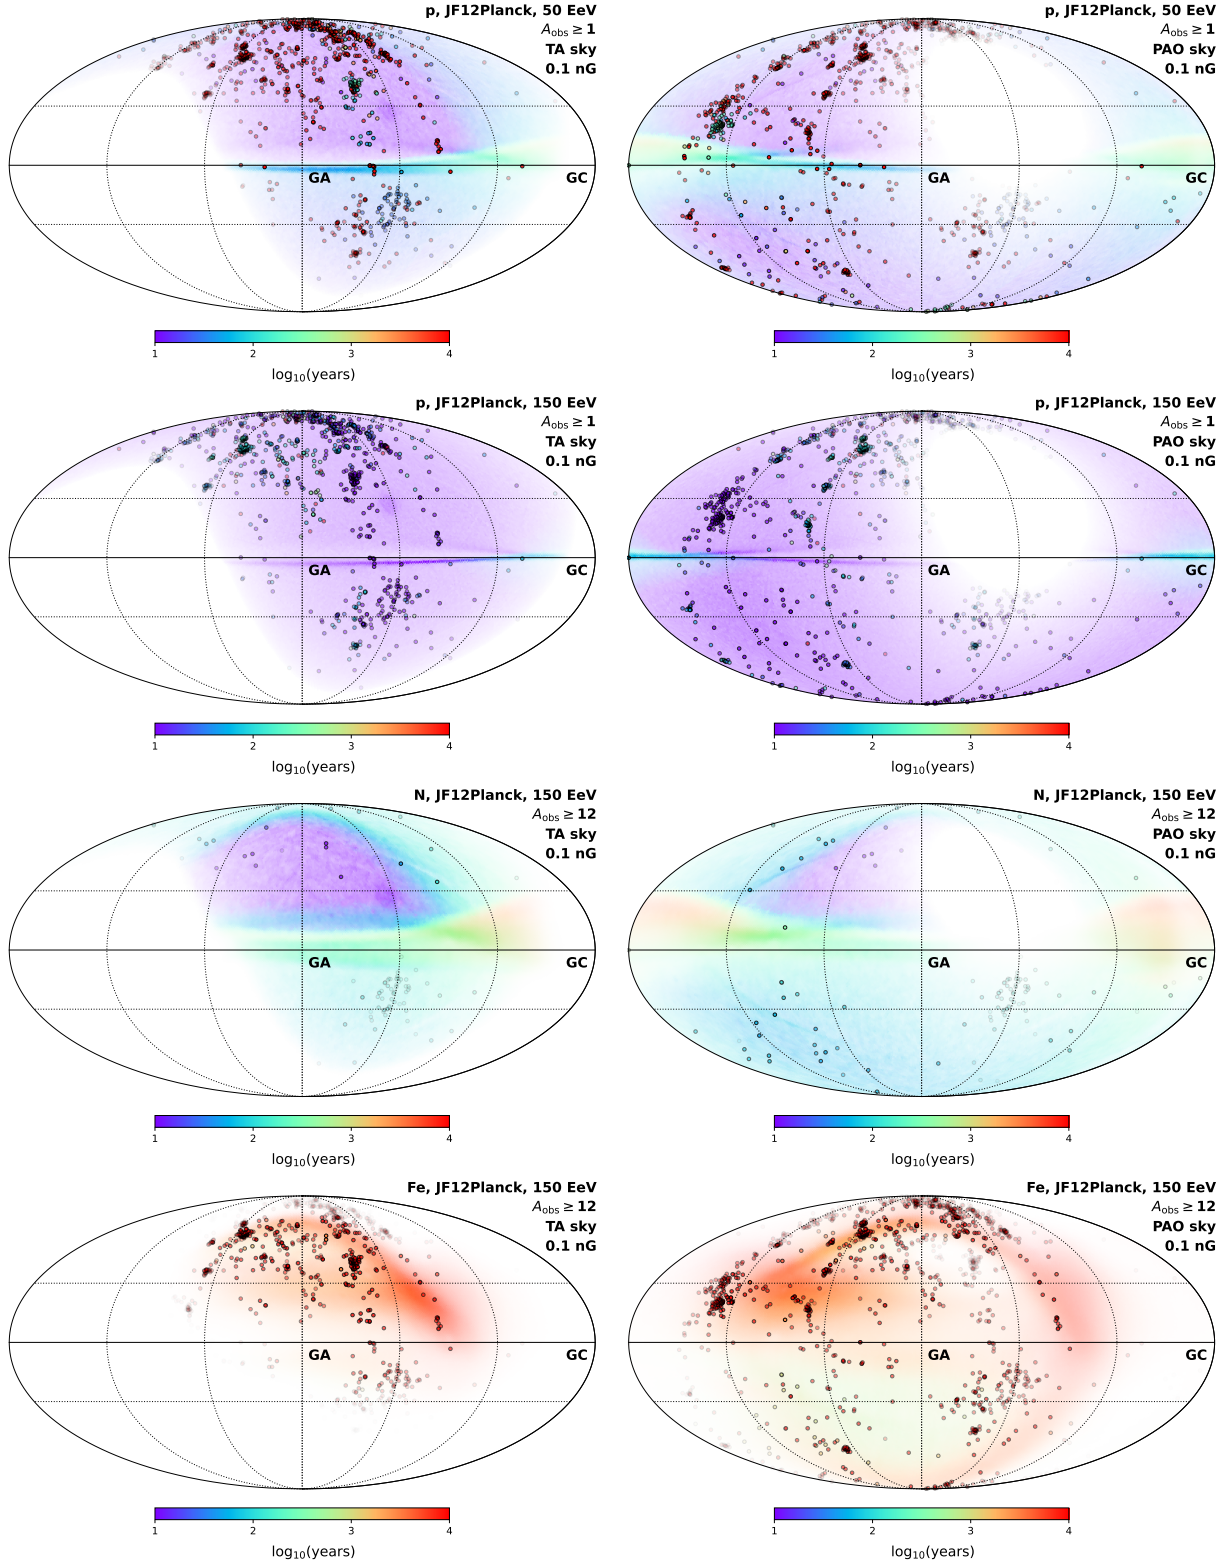 p, JF12Planck, 50 EeV
A_obs ≥ 1
TA sky
0.1 nG
GA
GC
1 2 3 4
log₁₀(years)
p, JF12Planck, 50 EeV
A_obs ≥ 1
PAO sky
0.1 nG
GA
GC
1 2 3 4
log₁₀(years)
p, JF12Planck, 150 EeV
A_obs ≥ 1
TA sky
0.1 nG
GA
GC
1 2 3 4
log₁₀(years)
p, JF12Planck, 150 EeV
A_obs ≥ 1
PAO sky
0.1 nG
GA
GC
1 2 3 4
log₁₀(years)
N, JF12Planck, 150 EeV
A_obs ≥ 12
TA sky
0.1 nG
GA
GC
1 2 3 4
log₁₀(years)
N, JF12Planck, 150 EeV
A_obs ≥ 12
PAO sky
0.1 nG
GA
GC
1 2 3 4
log₁₀(years)
Fe, JF12Planck, 150 EeV
A_obs ≥ 12
TA sky
0.1 nG
GA
GC
1 2 3 4
log₁₀(years)
Fe, JF12Planck, 150 EeV
A_obs ≥ 12
PAO sky
0.1 nG
GA
GC
1 2 3 4
log₁₀(years)